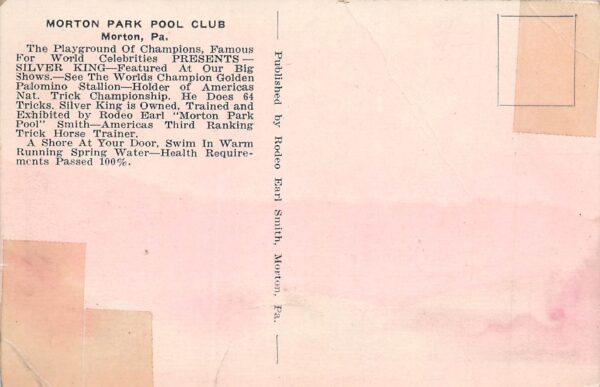 MORTON PARK POOL CLUB
Morton, Pa.
The Playground Of Champions, Famous
For World Celebrities PRESENTS—
SILVER KING—Featured At Our Big
Shows.—See The Worlds Champion Golden
Palomino Stallion—Holder of Americas
Nat. Trick Championship. He Does 64
Tricks. Silver King is Owned, Trained and
Exhibited by Rodeo Earl "Morton Park
Pool" Smith—Americas Third Ranking
Trick Horse Trainer.
A Shore At Your Door, Swim In Warm
Running Spring Water—Health Require-
ments Passed 100%.
Published by Rodeo Earl Smith, Morton, Pa.